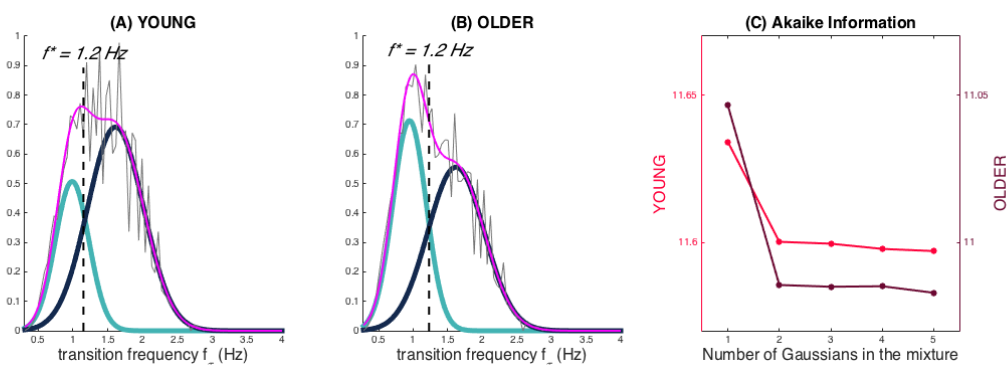 (A) YOUNG
f* = 1.2 Hz
1
0.9
0.8
0.7
0.6
0.5
0.4
0.3
0.2
0.1
0
0.5 1 1.5 2 2.5 3 3.5 4
transition frequency f_ (Hz)
(B) OLDER
f* = 1.2 Hz
1
0.9
0.8
0.7
0.6
0.5
0.4
0.3
0.2
0.1
0
0.5 1 1.5 2 2.5 3 3.5 4
transition frequency f_ (Hz)
(C) Akaike Information
YOUNG
11.65
11.6
11.05
11
OLDER
1 2 3 4 5
Number of Gaussians in the mixture